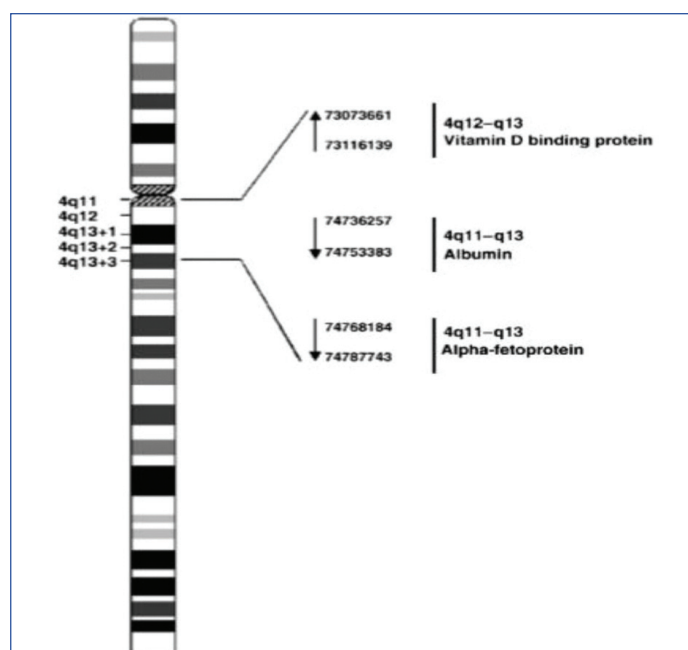 4q11
4q12
4q13+1
4q13+2
4q13+3
73073661
73116139
4q12–q13
Vitamin D binding protein
74736257
74753383
4q11–q13
Albumin
74768184
74787743
4q11–q13
Alpha-fetoprotein